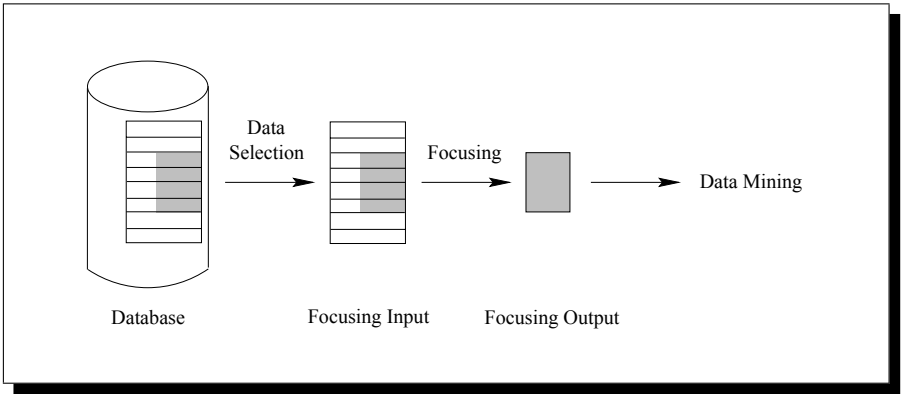 Data
Selection
Focusing
Data Mining
Database
Focusing Input
Focusing Output